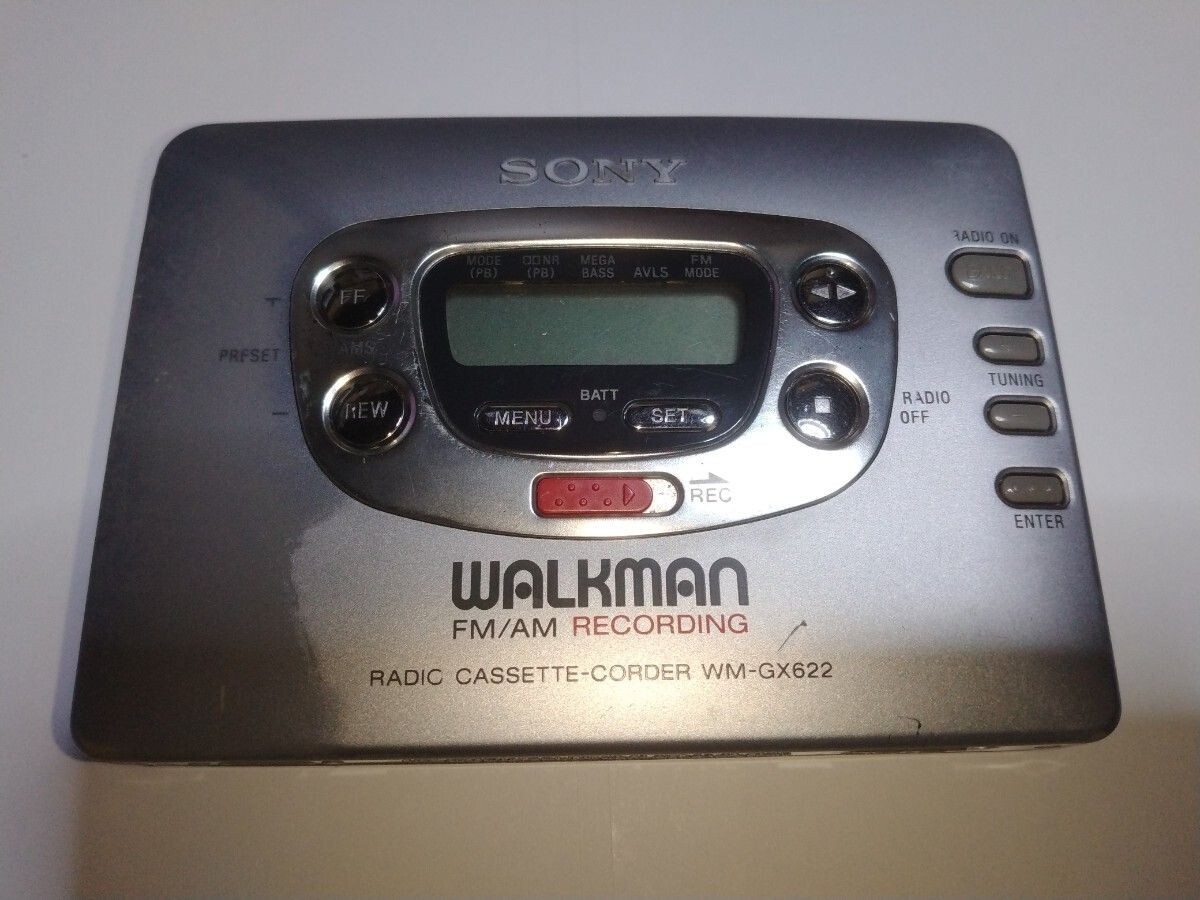 SONY
RADIO ON
MODE (PB)
NR (PB)
MEGA BASS
AVLS
FM MODE
FF
PRESET
AMS
REW
BATT
MENU
SET
TUNING
RADIO OFF
REC
ENTER
WALKMAN
FM/AM RECORDING
RADIO CASSETTE-CORDER WM-GX622